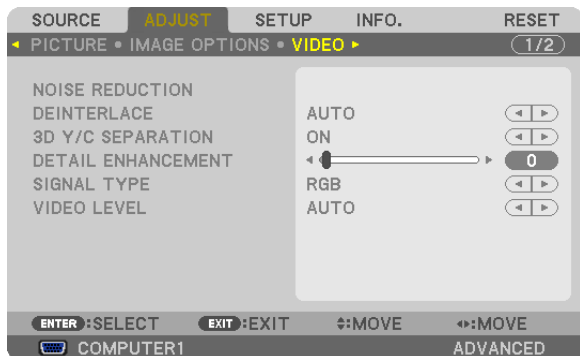 SOURCE ADJUST SETUP INFO. RESET
PICTURE • IMAGE OPTIONS • VIDEO 1/2
NOISE REDUCTION
DEINTERLACE AUTO
3D Y/C SEPARATION ON
DETAIL ENHANCEMENT 0
SIGNAL TYPE RGB
VIDEO LEVEL AUTO
ENTER:SELECT EXIT:EXIT :MOVE :MOVE
COMPUTER1 ADVANCED